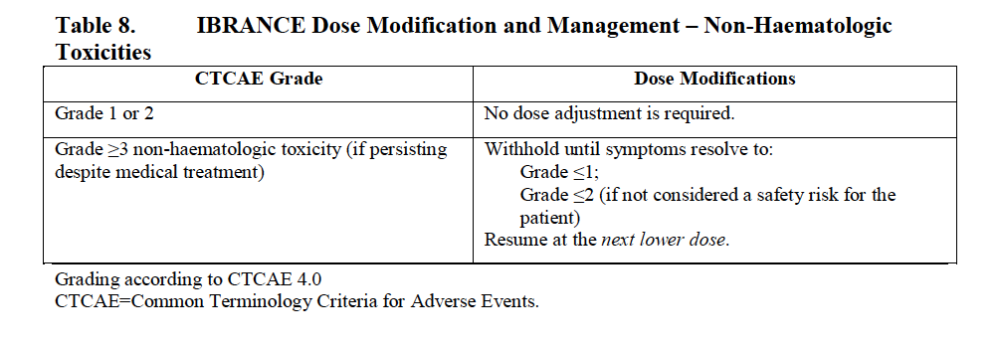 Table 8. IBRANCE Dose Modification and Management – Non-Haematologic
Toxicities
CTCAE Grade Dose Modifications
Grade 1 or 2 No dose adjustment is required.
Grade ≥3 non-haematologic toxicity (if persisting
despite medical treatment)
Withhold until symptoms resolve to:
Grade ≤1;
Grade ≤2 (if not considered a safety risk for the
patient)
Resume at the next lower dose.
Grading according to CTCAE 4.0
CTCAE=Common Terminology Criteria for Adverse Events.